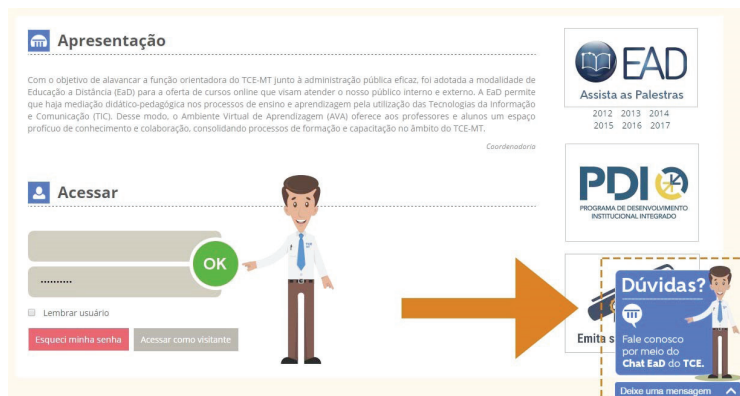 Apresentação
Com o objetivo de alavancar a função orientadora do TCE-MT junto à administração pública eficaz, foi adotada a modalidade de
Educação a Distância (EaD) para a oferta de cursos online que visam atender o nosso público interno e externo. A EaD permite
que haja mediação didático-pedagógica nos processos de ensino e aprendizagem pela utilização das Tecnologias da Informação
e Comunicação (TIC). Desse modo, o Ambiente Virtual de Aprendizagem (AVA) oferece aos professores e alunos um espaço
profícuo de conhecimento e colaboração, consolidando processos de formação e capacitação no âmbito do TCE-MT.
Coordenadoria
Acessar
OK
Lembrar usuário
Esqueci minha senha
Acessar como visitante
EAD
Assista as Palestras
2012 2013 2014
2015 2016 2017
PDI
PROGRAMA DE DESENVOLVIMENTO
INSTITUCIONAL INTEGRADO
Emita s
Dúvidas?
Fale conosco
por meio do
Chat EaD do TCE.
Deixe uma mensagem